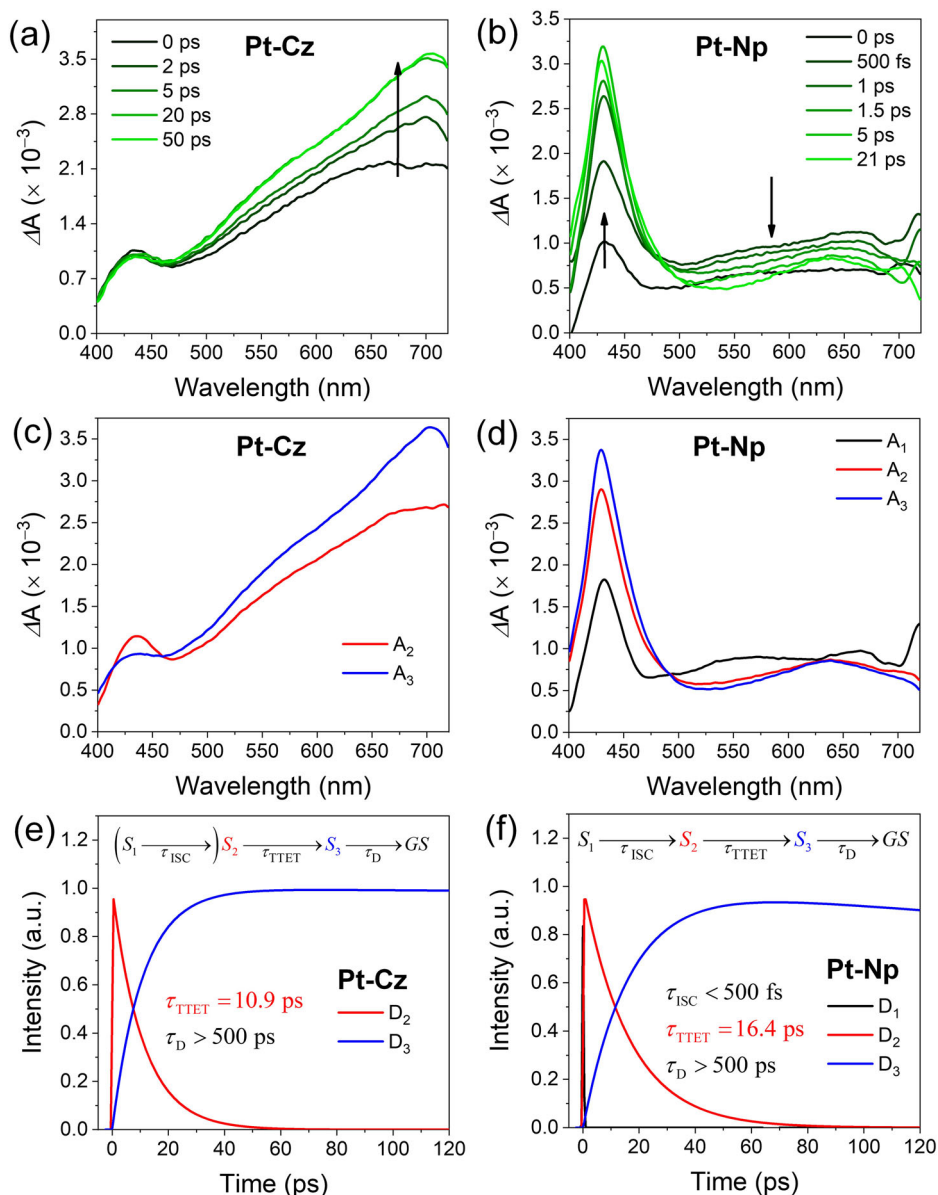 (a)
Pt-Cz
0 ps
2 ps
5 ps
20 ps
50 ps
ΔA (× 10⁻³)
3.5
2.8
2.1
1.4
0.7
0.0
400 450 500 550 600 650 700
Wavelength (nm)
(b)
Pt-Np
0 ps
500 fs
1 ps
1.5 ps
5 ps
21 ps
ΔA (× 10⁻³)
3.5
3.0
2.5
2.0
1.5
1.0
0.5
0.0
400 450 500 550 600 650 700
Wavelength (nm)
(c)
Pt-Cz
A₂
A₃
ΔA (× 10⁻³)
3.5
3.0
2.5
2.0
1.5
1.0
0.5
0.0
400 450 500 550 600 650 700
Wavelength (nm)
(d)
Pt-Np
A₁
A₂
A₃
ΔA (× 10⁻³)
3.5
3.0
2.5
2.0
1.5
1.0
0.5
0.0
400 450 500 550 600 650 700
Wavelength (nm)
(e)
(S₁ →τ_ISC) S₂ →τ_TTET S₃ →τ_D GS
Pt-Cz
τ_TTET = 10.9 ps
τ_D > 500 ps
D₂
D₃
Intensity (a.u.)
1.2
1.0
0.8
0.6
0.4
0.2
0.0
0 20 40 60 80 100 120
Time (ps)
(f)
S₁ →τ_ISC S₂ →τ_TTET S₃ →τ_D GS
Pt-Np
τ_ISC < 500 fs
τ_TTET = 16.4 ps
τ_D > 500 ps
D₁
D₂
D₃
Intensity (a.u.)
1.2
1.0
0.8
0.6
0.4
0.2
0.0
0 20 40 60 80 100 120
Time (ps)